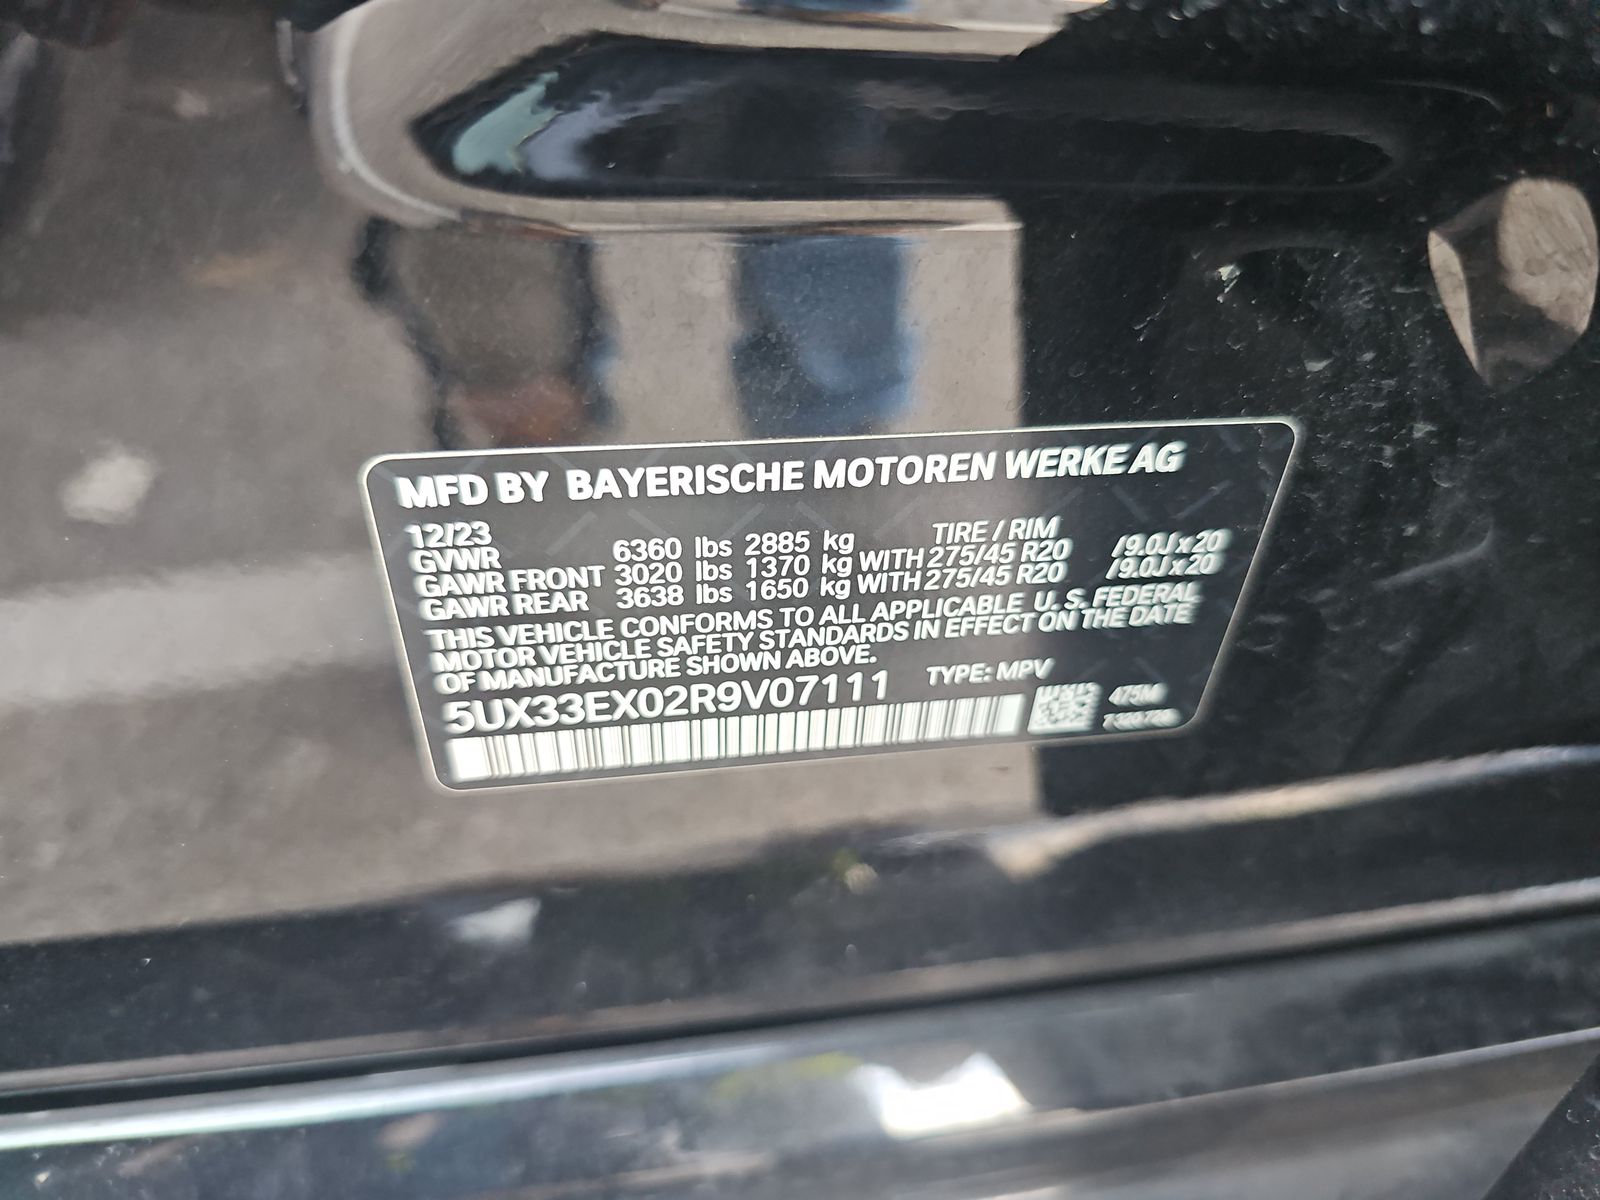 MFD BY BAYERISCHE MOTOREN WERKE AG
12/23 TIRE / RIM
GVWR 6360 lbs 2885 kg
GAWR FRONT 3020 lbs 1370 kg WITH 275/45 R20 /9.0J x 20
GAWR REAR 3638 lbs 1650 kg WITH 275/45 R20 /9.0J x 20
THIS VEHICLE CONFORMS TO ALL APPLICABLE U.S. FEDERAL
MOTOR VEHICLE SAFETY STANDARDS IN EFFECT ON THE DATE
OF MANUFACTURE SHOWN ABOVE.
5UX33EX02R9V07111 TYPE: MPV
475M